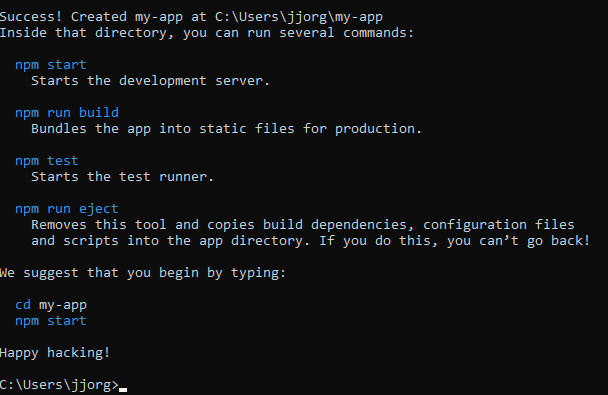 Success! Created my-app at C:\Users\jjorg\my-app
Inside that directory, you can run several commands:
npm start
Starts the development server.
npm run build
Bundles the app into static files for production.
npm test
Starts the test runner.
npm run eject
Removes this tool and copies build dependencies, configuration files
and scripts into the app directory. If you do this, you can’t go back!
We suggest that you begin by typing:
cd my-app
npm start
Happy hacking!
C:\Users\jjorg>